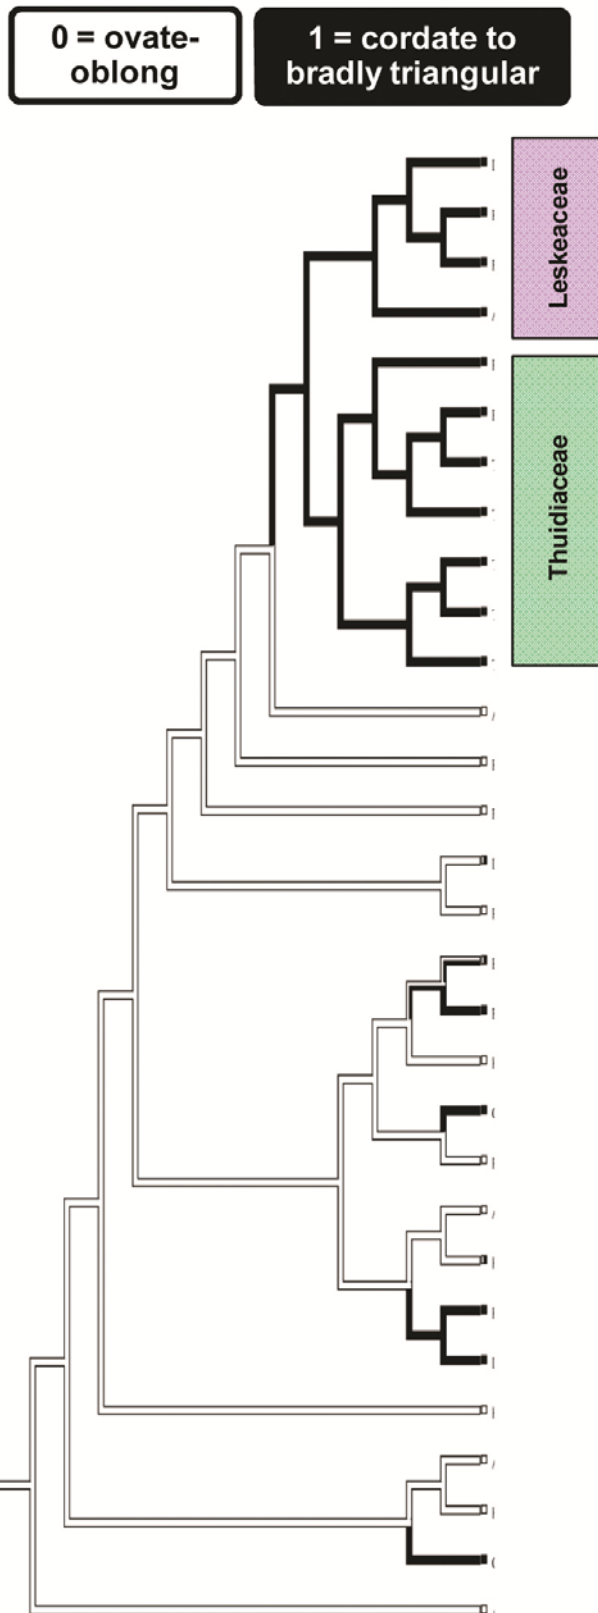 0 = ovate-
oblong
1 = cordate to
bradly triangular
Leskeaceae
Thuidiaceae